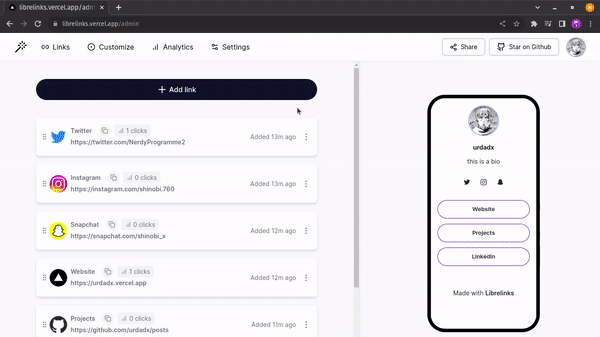 librelinks.vercel.app/adm
librelinks.vercel.app/admin
Links
Customize
Analytics
Settings
Share
Star on Github
Add link
Twitter
1 clicks
https://twitter.com/NerdyProgramme2
Added 13m ago
Instagram
0 clicks
https://instagram.com/shinobi.760
Added 13m ago
Snapchat
0 clicks
https://snapchat.com/shinobi_x
Added 12m ago
Website
1 clicks
https://urdadx.vercel.app
Added 12m ago
Projects
0 clicks
https://github.com/urdadx/posts
Added 11m ago
urdadx
this is a bio
Website
Projects
LinkedIn
Made with Librelinks